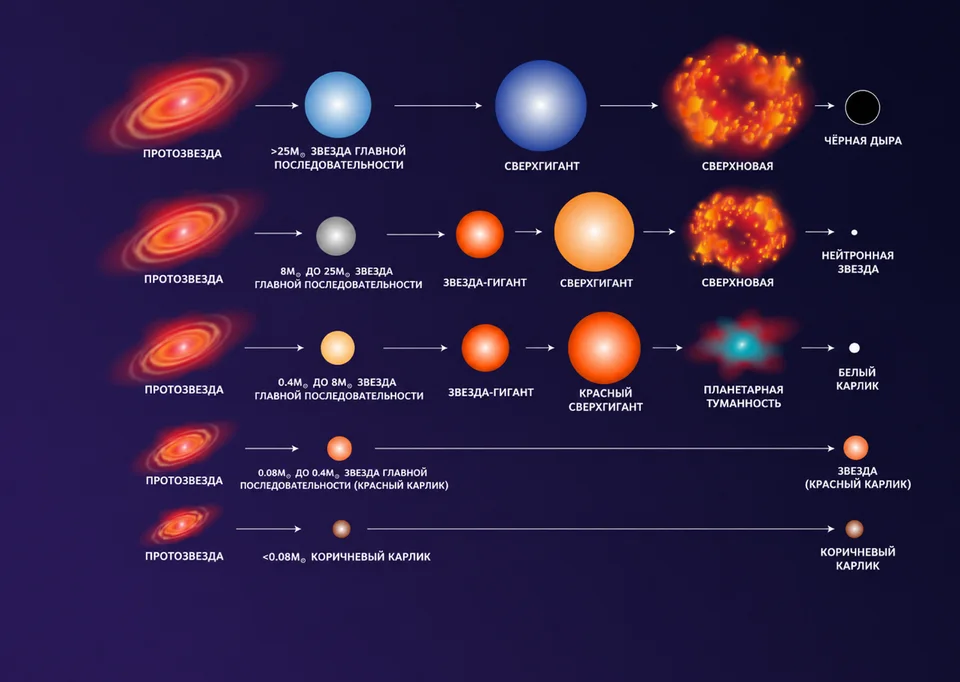 ПРОТОЗВЕЗДА
>25M☉ ЗВЕЗДА ГЛАВНОЙ
ПОСЛЕДОВАТЕЛЬНОСТИ
СВЕРХГИГАНТ
СВЕРХНОВАЯ
ЧЁРНАЯ ДЫРА
ПРОТОЗВЕЗДА
8M☉ ДО 25M☉ ЗВЕЗДА
ГЛАВНОЙ ПОСЛЕДОВАТЕЛЬНОСТИ
ЗВЕЗДА-ГИГАНТ
СВЕРХГИГАНТ
СВЕРХНОВАЯ
НЕЙТРОННАЯ
ЗВЕЗДА
ПРОТОЗВЕЗДА
0.4M☉ ДО 8M☉ ЗВЕЗДА
ГЛАВНОЙ ПОСЛЕДОВАТЕЛЬНОСТИ
ЗВЕЗДА-ГИГАНТ
КРАСНЫЙ
СВЕРХГИГАНТ
ПЛАНЕТАРНАЯ
ТУМАННОСТЬ
БЕЛЫЙ
КАРЛИК
ПРОТОЗВЕЗДА
0.08M☉ ДО 0.4M☉ ЗВЕЗДА ГЛАВНОЙ
ПОСЛЕДОВАТЕЛЬНОСТИ (КРАСНЫЙ КАРЛИК)
ЗВЕЗДА
(КРАСНЫЙ КАРЛИК)
ПРОТОЗВЕЗДА
<0.08M☉ КОРИЧНЕВЫЙ КАРЛИК
КОРИЧНЕВЫЙ
КАРЛИК